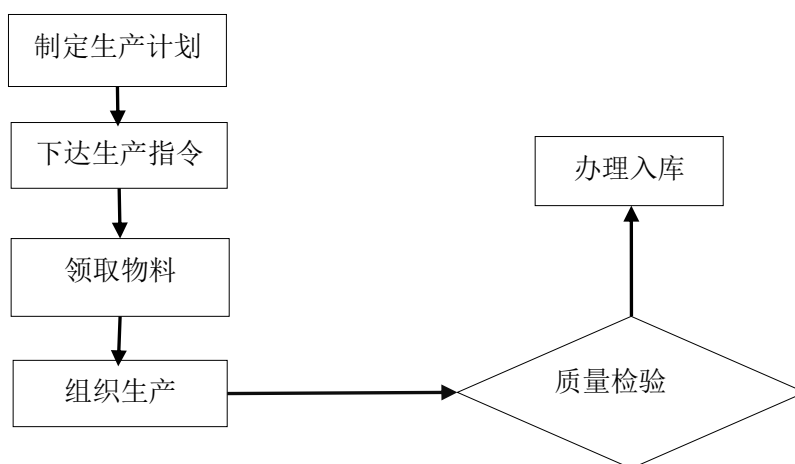 制定生产计划
下达生产指令
领取物料
组织生产
质量检验
办理入库